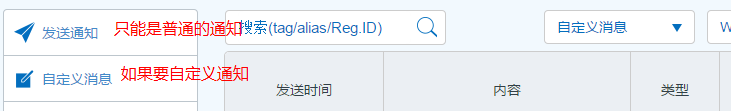 发送通知
只能是普通的通知
搜索(tag/alias/Reg.ID)
自定义消息
W
自定义消息
如果要自定义通知
发送时间
内容
类型